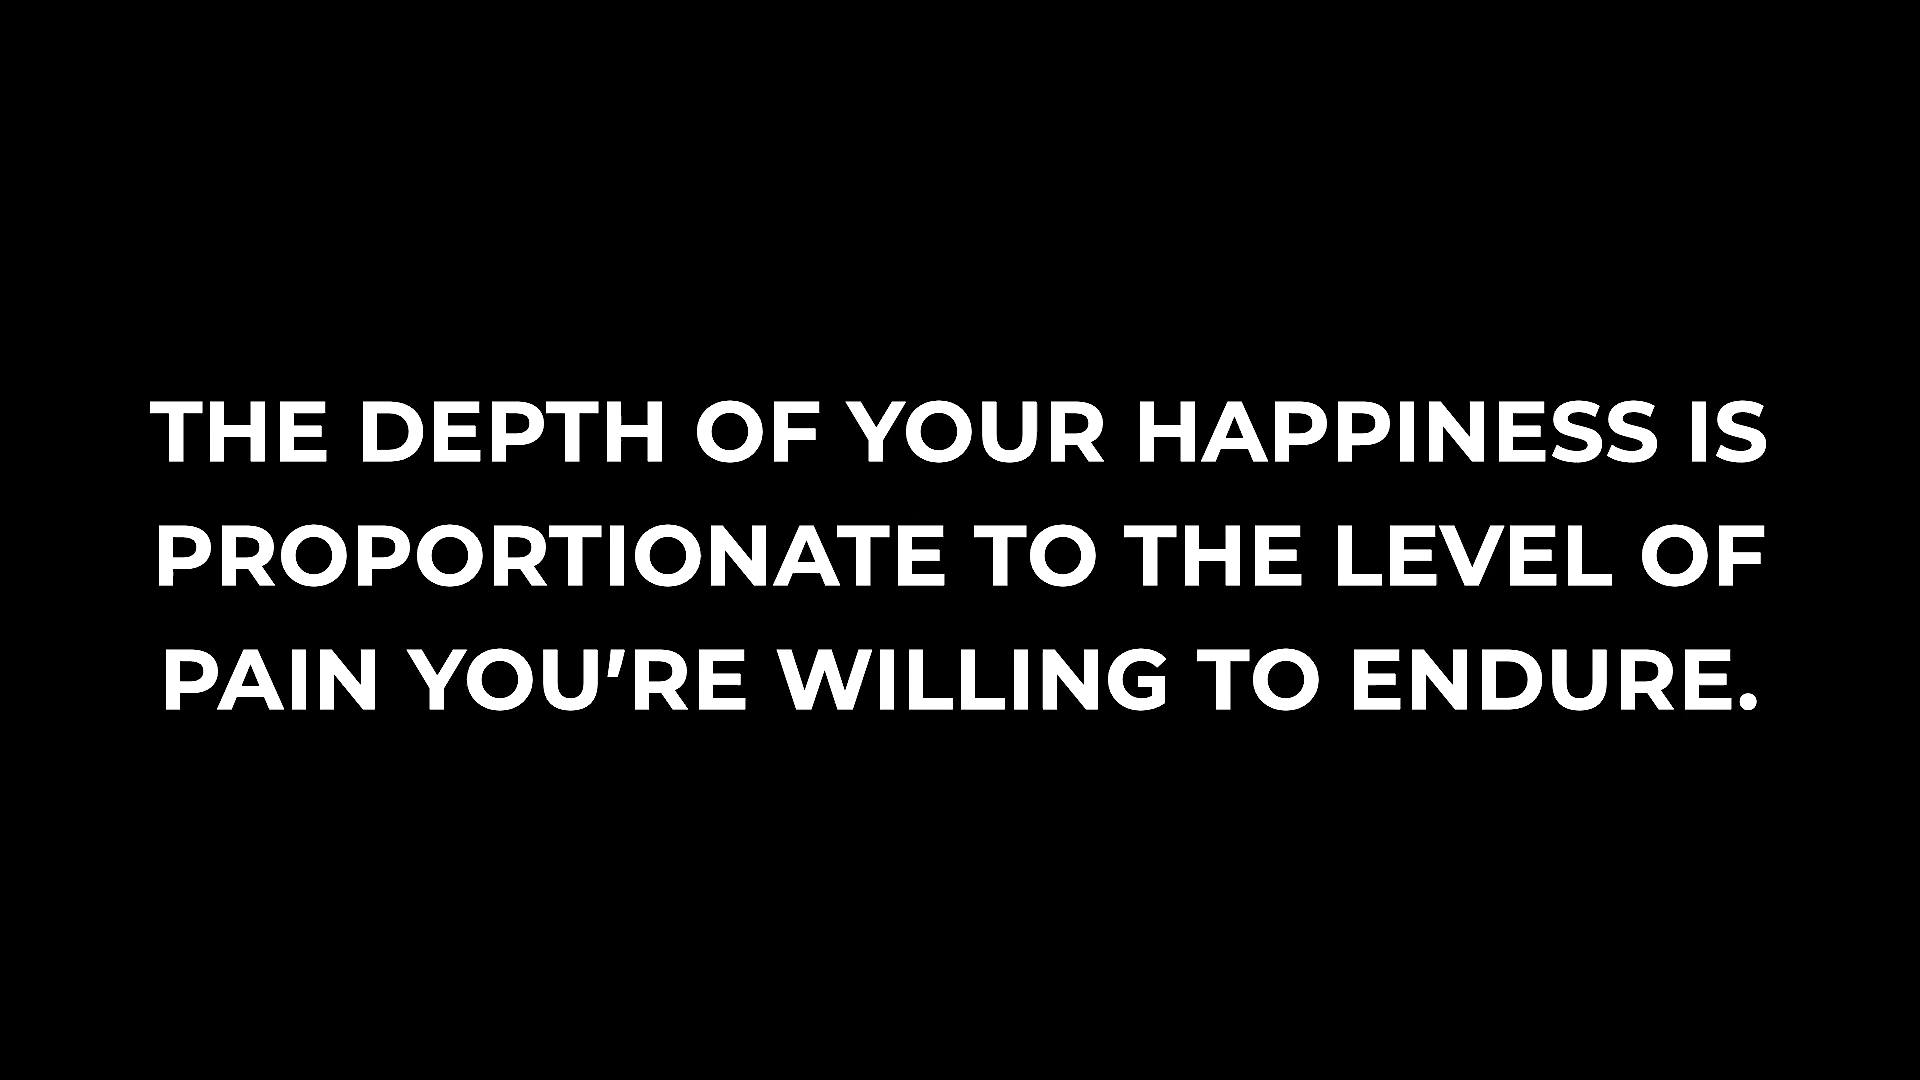 THE DEPTH OF YOUR HAPPINESS IS
PROPORTIONATE TO THE LEVEL OF
PAIN YOU'RE WILLING TO ENDURE.